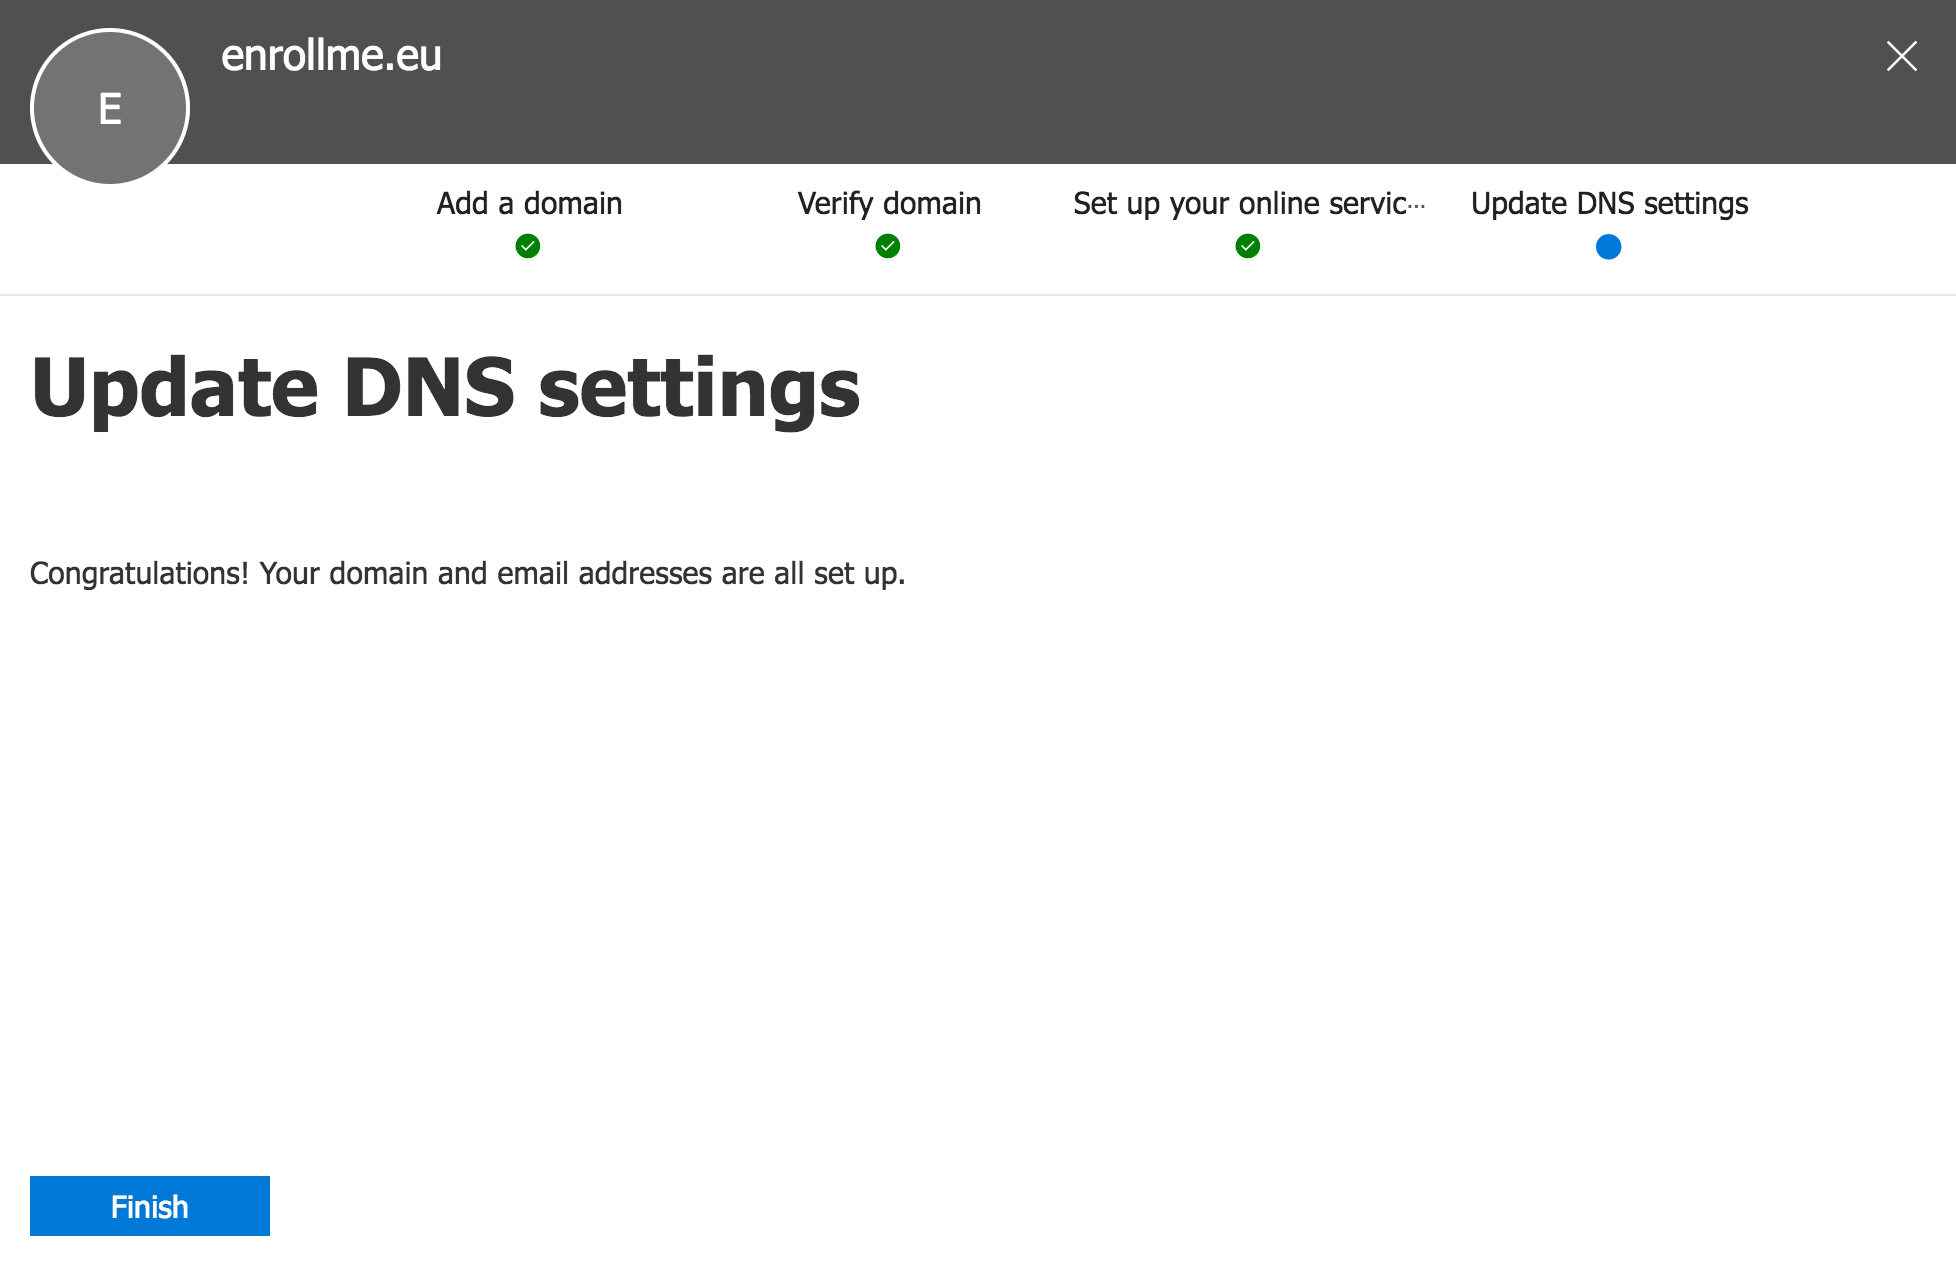 enrollme.eu
E
Add a domain
Verify domain
Set up your online servic...
Update DNS settings
Update DNS settings
Congratulations! Your domain and email addresses are all set up.
Finish